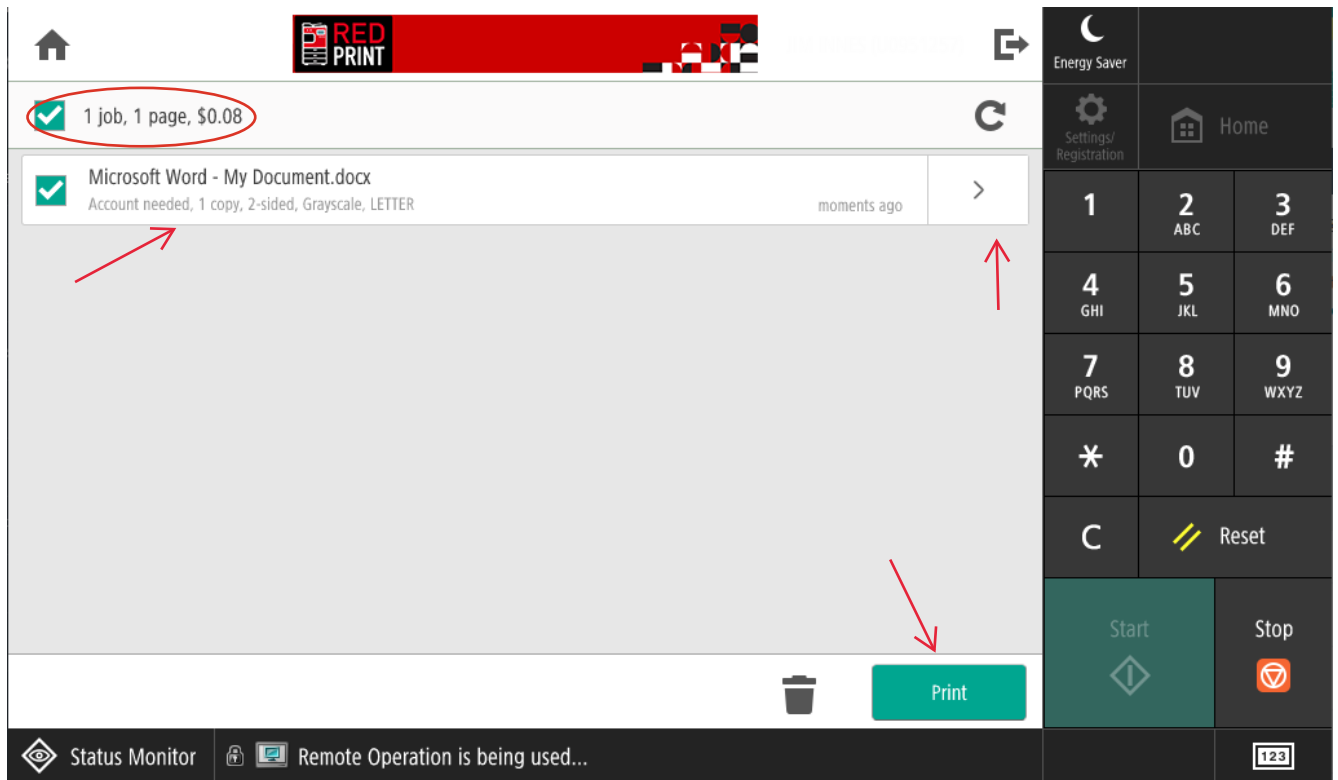 RED
PRINT
1 job, 1 page, $0.08
Microsoft Word - My Document.docx
Account needed, 1 copy, 2-sided, Grayscale, LETTER
moments ago
Print
Status Monitor
Remote Operation is being used...
Energy Saver
Settings/
Registration
Home
1
2
ABC
3
DEF
4
GHI
5
JKL
6
MNO
7
PQRS
8
TUV
9
WXYZ
*
0
#
C
Reset
Start
Stop
123